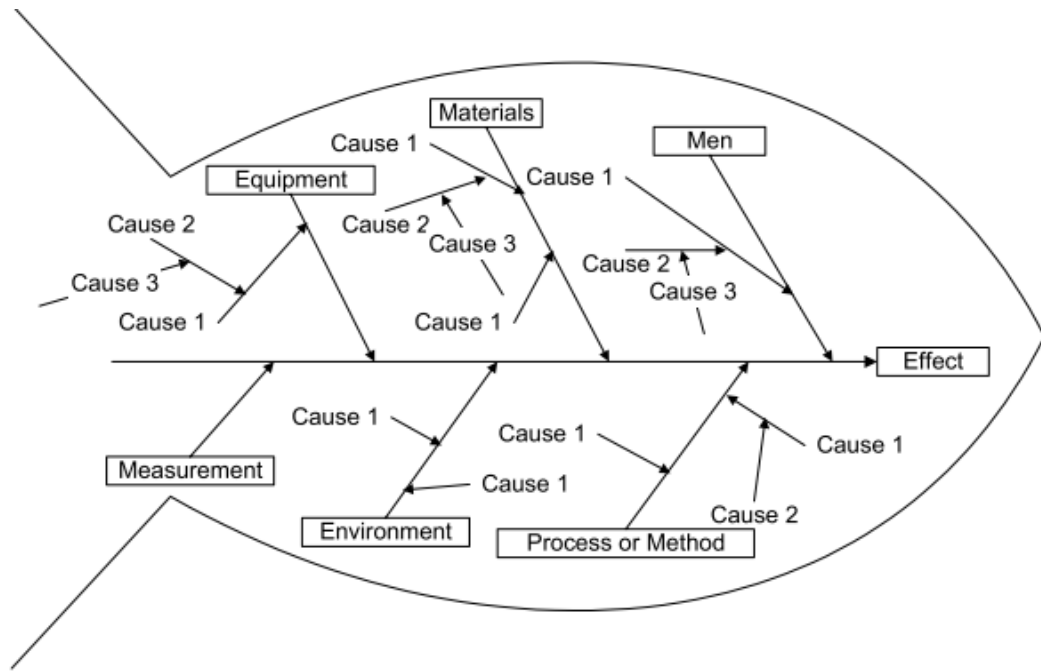 Materials
Cause 1
Men
Equipment
Cause 1
Cause 2
Cause 2
Cause 3
Cause 2
Cause 3
Cause 3
Cause 1
Cause 1
Effect
Cause 1
Cause 1
Cause 1
Measurement
Cause 1
Cause 2
Environment
Process or Method